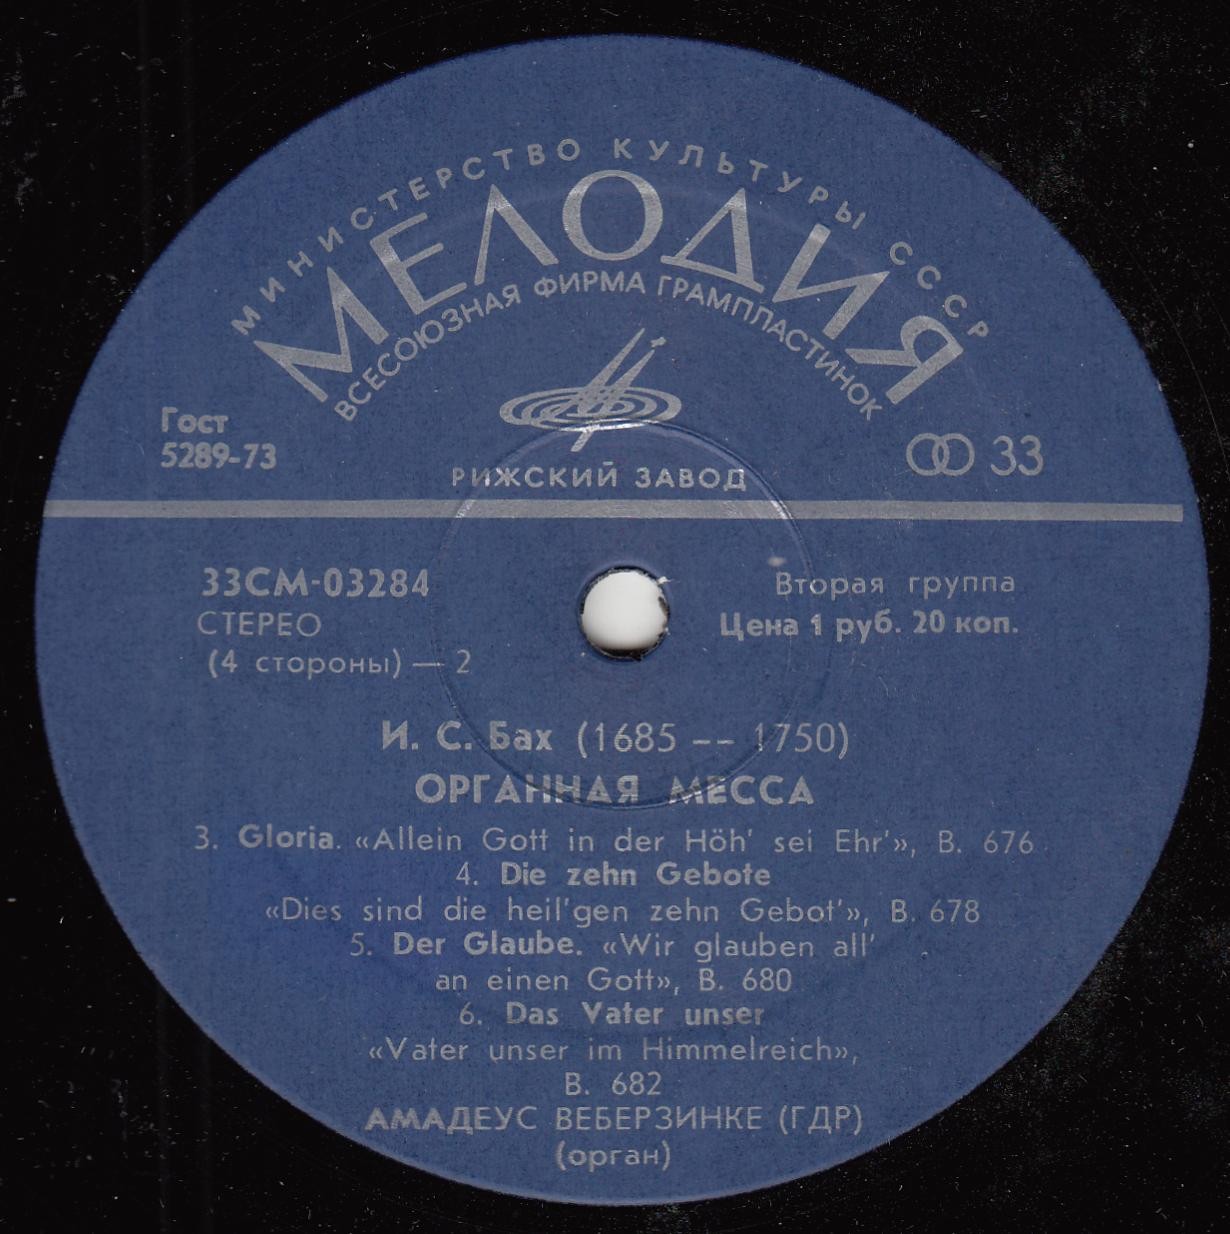 МИНИСТЕРСТВО КУЛЬТУРЫ СССР
МЕЛОДИЯ
ВСЕСОЮЗНАЯ ФИРМА ГРАМПЛАСТИНОК
Гост
5289-73
33
РИЖСКИЙ ЗАВОД
33СМ-03284
СТЕРЕО
(4 стороны) — 2
Вторая группа
Цена 1 руб. 20 коп.
И. С. Бах (1685 -- 1750)
ОРГАННАЯ МЕССА
3. Gloria. «Allein Gott in der Höh' sei Ehr'», B. 676
4. Die zehn Gebote
«Dies sind die heil'gen zehn Gebot'», B. 678
5. Der Glaube. «Wir glauben all'
an einen Gott», B. 680
6. Das Vater unser
«Vater unser im Himmelreich»,
B. 682
АМАДЕУС ВЕБЕРЗИНКЕ (ГДР)
(орган)